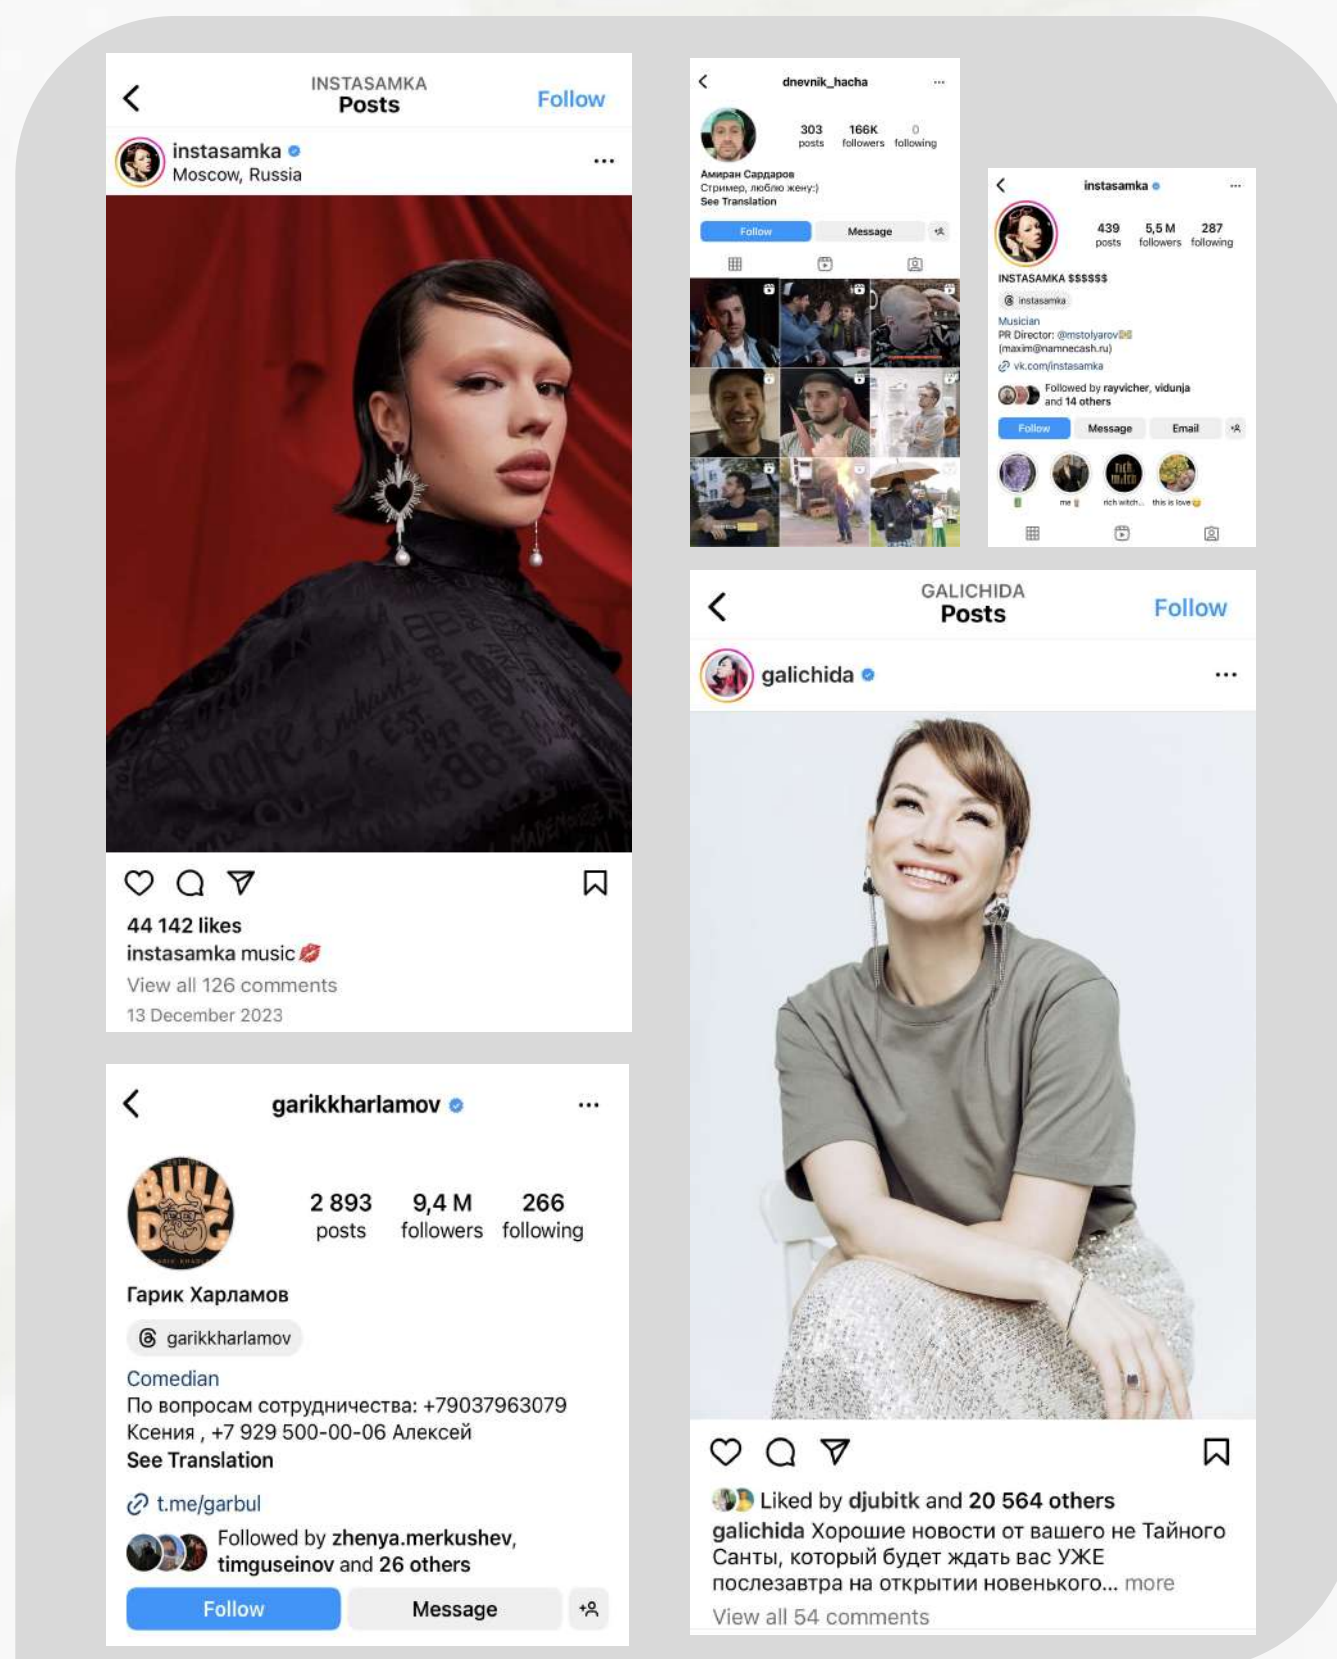 INSTASAMKA
Posts
Follow
instasamka
Moscow, Russia
44 142 likes
instasamka music
View all 126 comments
13 December 2023
dnevnik_hacha
303 166K 0
posts followers following
Амиран Сардаров
Стример, люблю жену:)
See Translation
Follow Message
instasamka
439 5,5 M 287
posts followers following
INSTASAMKA $$$$$$
instasamka
Musician
PR Director: @mstolyarov
(maxim@namnecash.ru)
vk.com/instasamka
Followed by rayvicher, vidunja
and 14 others
Follow Message Email
me rich witch... this is love
garikkharlamov
BULL
DOG
2 893 9,4 M 266
posts followers following
Гарик Харламов
garikkharlamov
Comedian
По вопросам сотрудничества: +79037963079
Ксения , +7 929 500-00-06 Алексей
See Translation
t.me/garbul
Followed by zhenya.merkushev,
timguseinov and 26 others
Follow Message
GALICHIDA
Posts
Follow
galichida
Liked by djubitk and 20 564 others
galichida Хорошие новости от вашего не Тайного
Санты, который будет ждать вас УЖЕ
послезавтра на открытии новенького... more
View all 54 comments